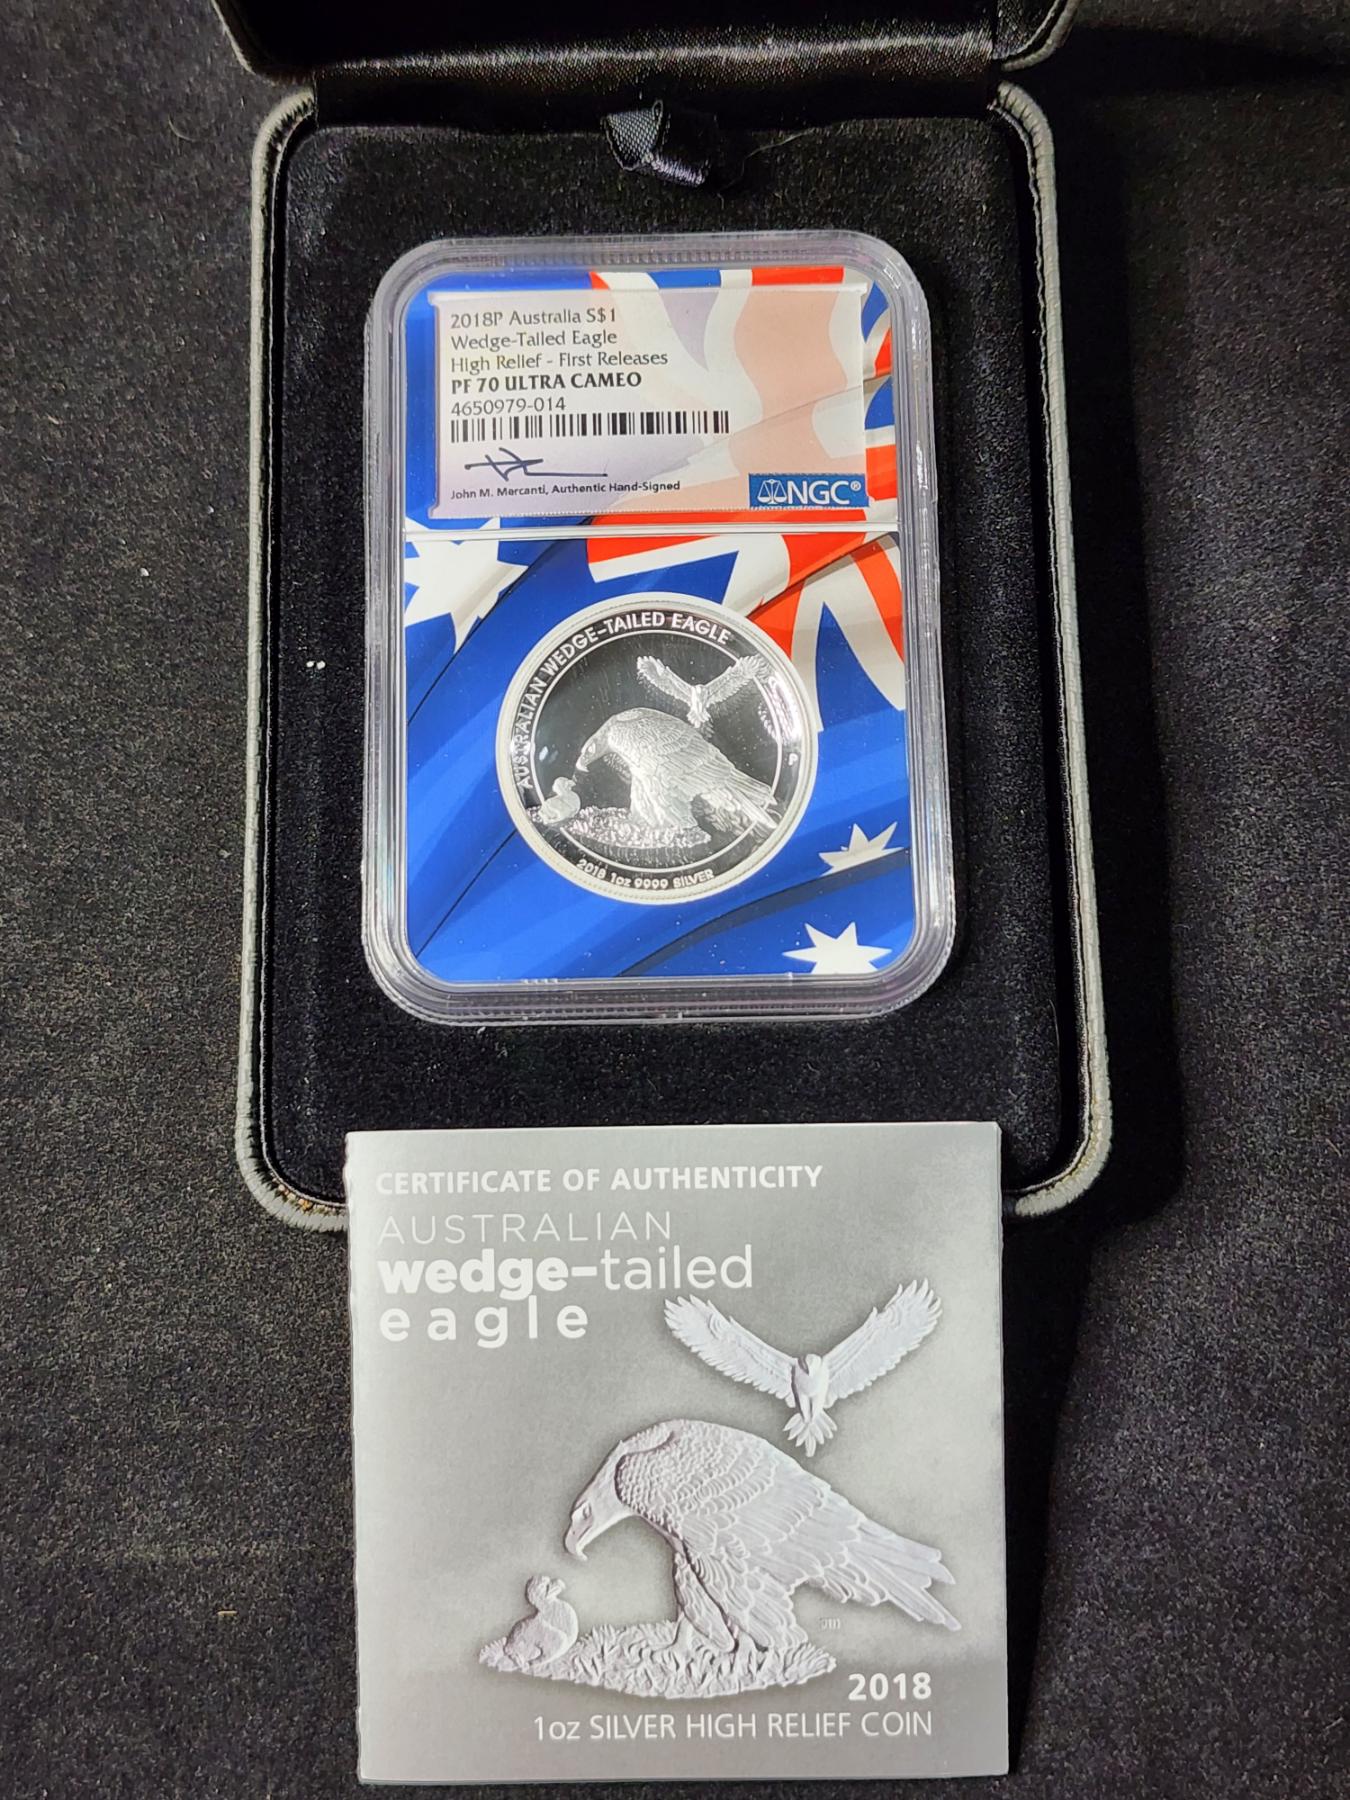 2018P Australia S$1
Wedge-Tailed Eagle
High Relief - First Releases
PF 70 ULTRA CAMEO
4650979-014
John M. Mercanti, Authentic Hand-Signed
NGC®
AUSTRALIAN WEDGE-TAILED EAGLE
P
2018 1oz 9999 SILVER
CERTIFICATE OF AUTHENTICITY
AUSTRALIAN
wedge-tailed
eagle
2018
1oz SILVER HIGH RELIEF COIN